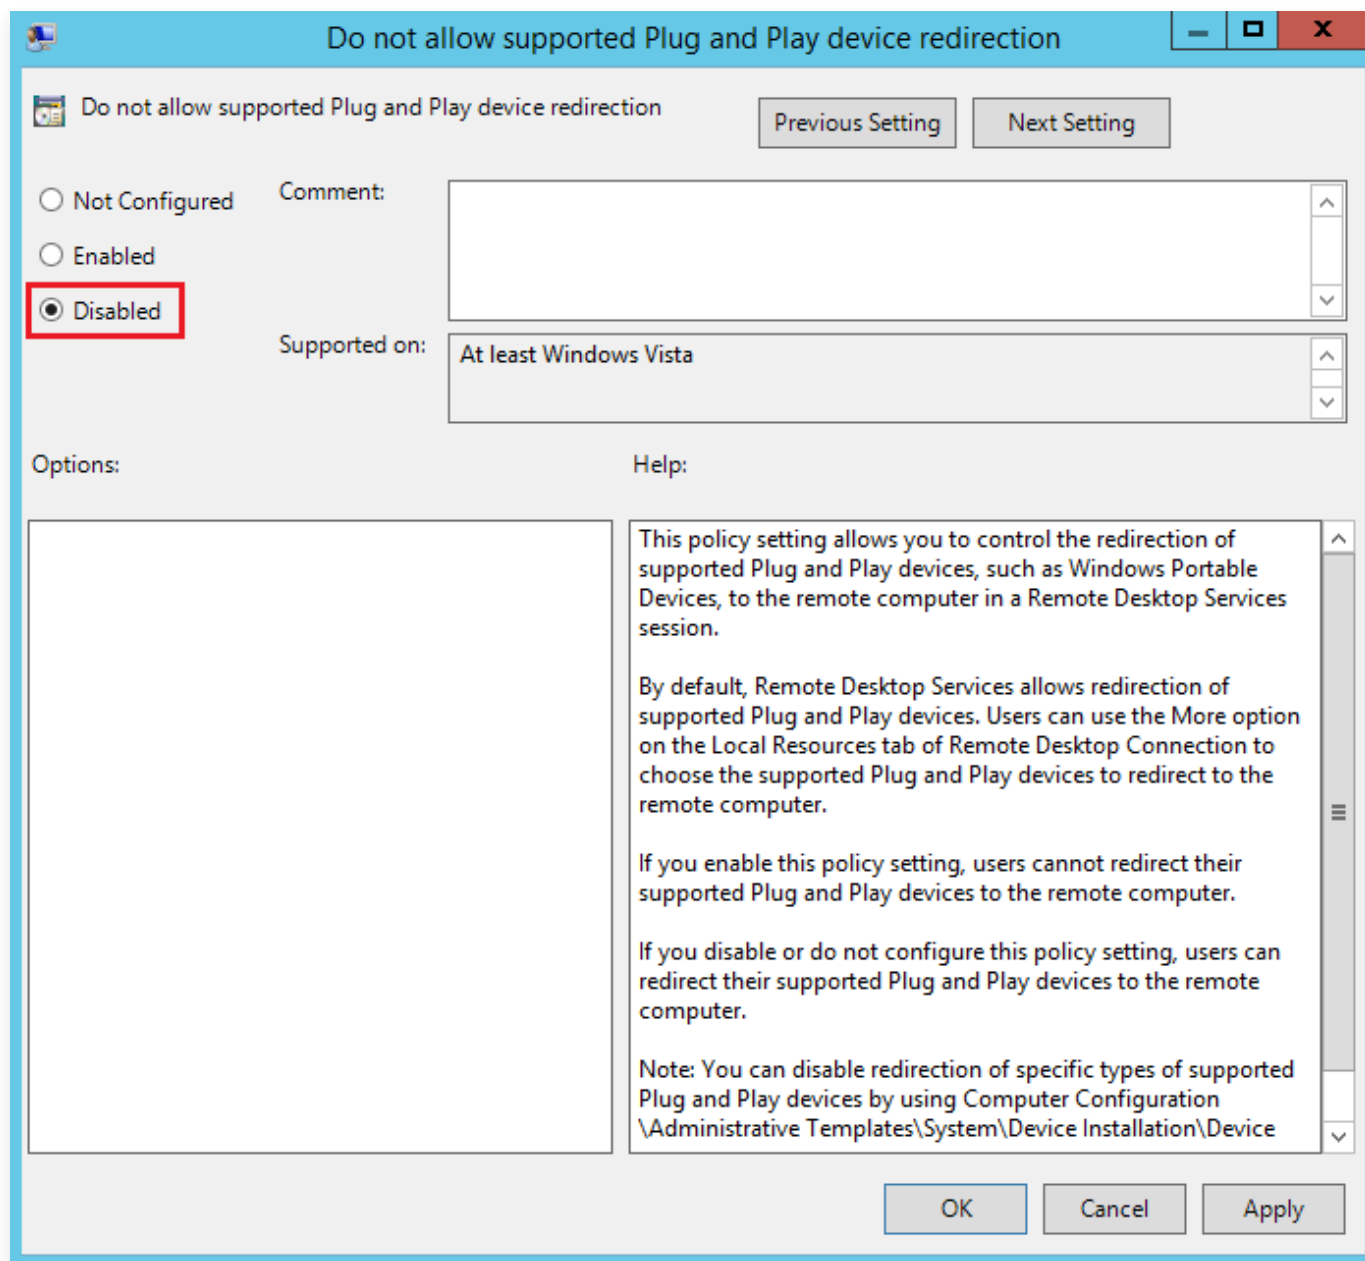 Do not allow supported Plug and Play device redirection
Do not allow supported Plug and Play device redirection
Previous Setting
Next Setting
Not Configured
Comment:
Enabled
Disabled
Supported on:
At least Windows Vista
Options:
Help:
This policy setting allows you to control the redirection of
supported Plug and Play devices, such as Windows Portable
Devices, to the remote computer in a Remote Desktop Services
session.
By default, Remote Desktop Services allows redirection of
supported Plug and Play devices. Users can use the More option
on the Local Resources tab of Remote Desktop Connection to
choose the supported Plug and Play devices to redirect to the
remote computer.
If you enable this policy setting, users cannot redirect their
supported Plug and Play devices to the remote computer.
If you disable or do not configure this policy setting, users can
redirect their supported Plug and Play devices to the remote
computer.
Note: You can disable redirection of specific types of supported
Plug and Play devices by using Computer Configuration
\Administrative Templates\System\Device Installation\Device
OK
Cancel
Apply